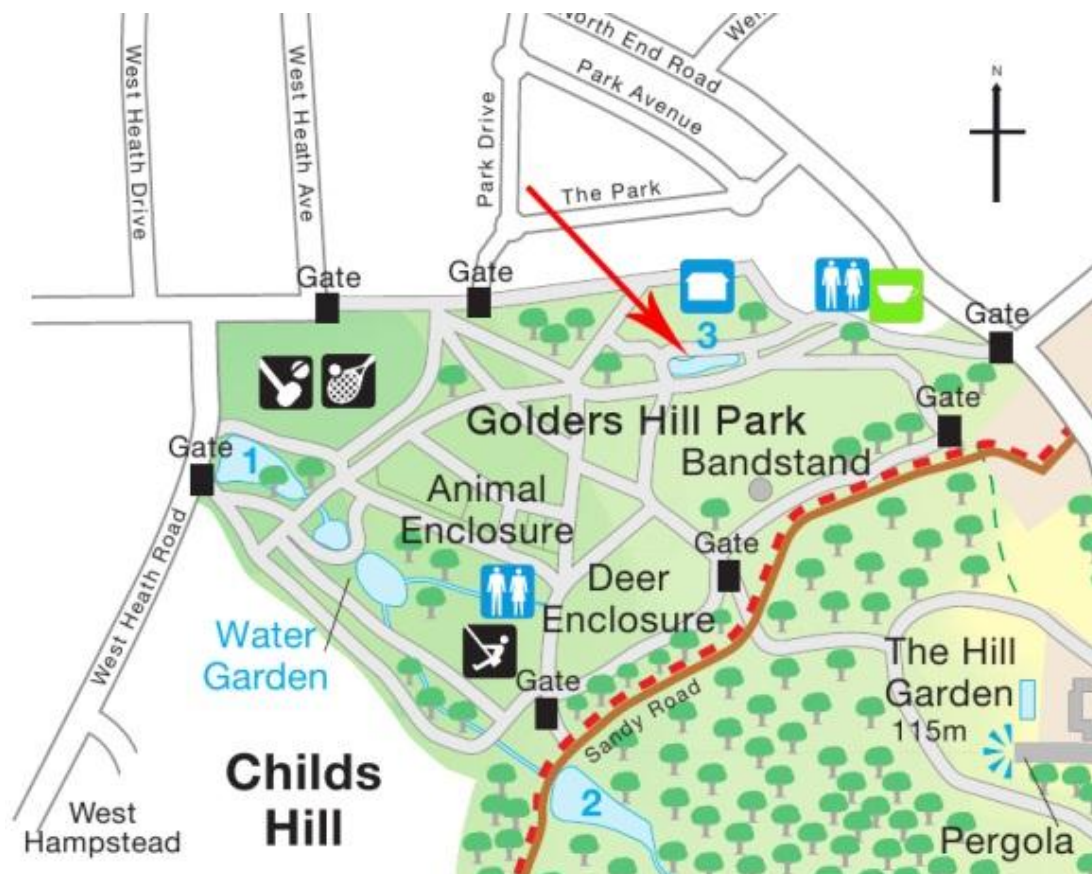 North End Road
Park Avenue
West Heath Drive
West Heath Ave
Park Drive
The Park
N
Gate
Gate
3
Gate
Golders Hill Park
Gate
Bandstand
Gate
1
Animal
Enclosure
Gate
Deer
Enclosure
West Heath Road
Water
Garden
The Hill
Garden
115m
Gate
Sandy Road
Childs
Hill
2
West
Hampstead
Pergola